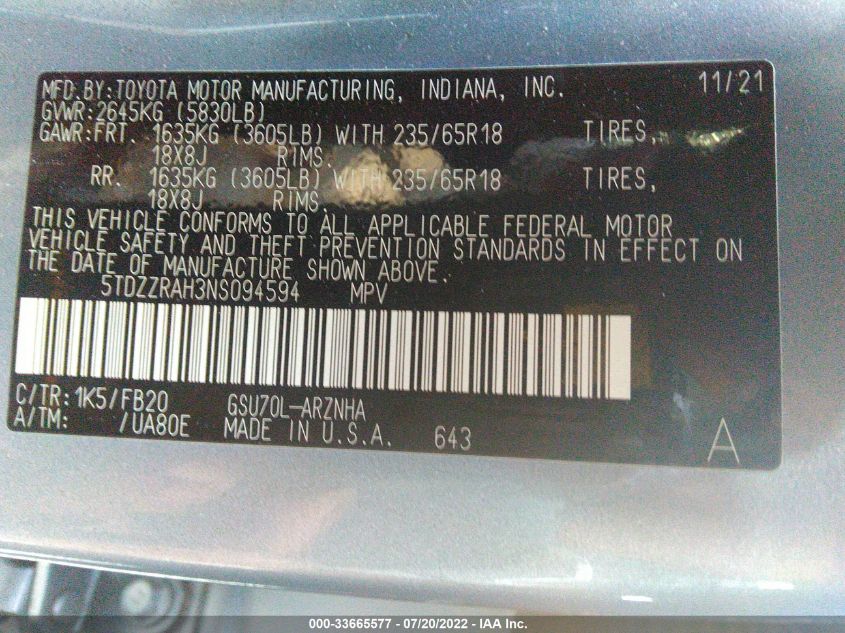 MFD.BY:TOYOTA MOTOR MANUFACTURING, INDIANA, INC. 11/21
GVWR:2645KG (5830LB)
GAWR:FRT. 1635KG (3605LB) WITH 235/65R18 TIRES,
18X8J RIMS.
RR. 1635KG (3605LB) WITH 235/65R18 TIRES,
18X8J RIMS
THIS VEHICLE CONFORMS TO ALL APPLICABLE FEDERAL MOTOR
VEHICLE SAFETY AND THEFT PREVENTION STANDARDS IN EFFECT ON
THE DATE OF MANUFACTURE SHOWN ABOVE.
5TDZZRAH3NS094594 MPV
C/TR:1K5/FB20 GSU70L-ARZNHA
A/TM: /UA80E MADE IN U.S.A. 643 A
000-33665577 - 07/20/2022 - IAA Inc.